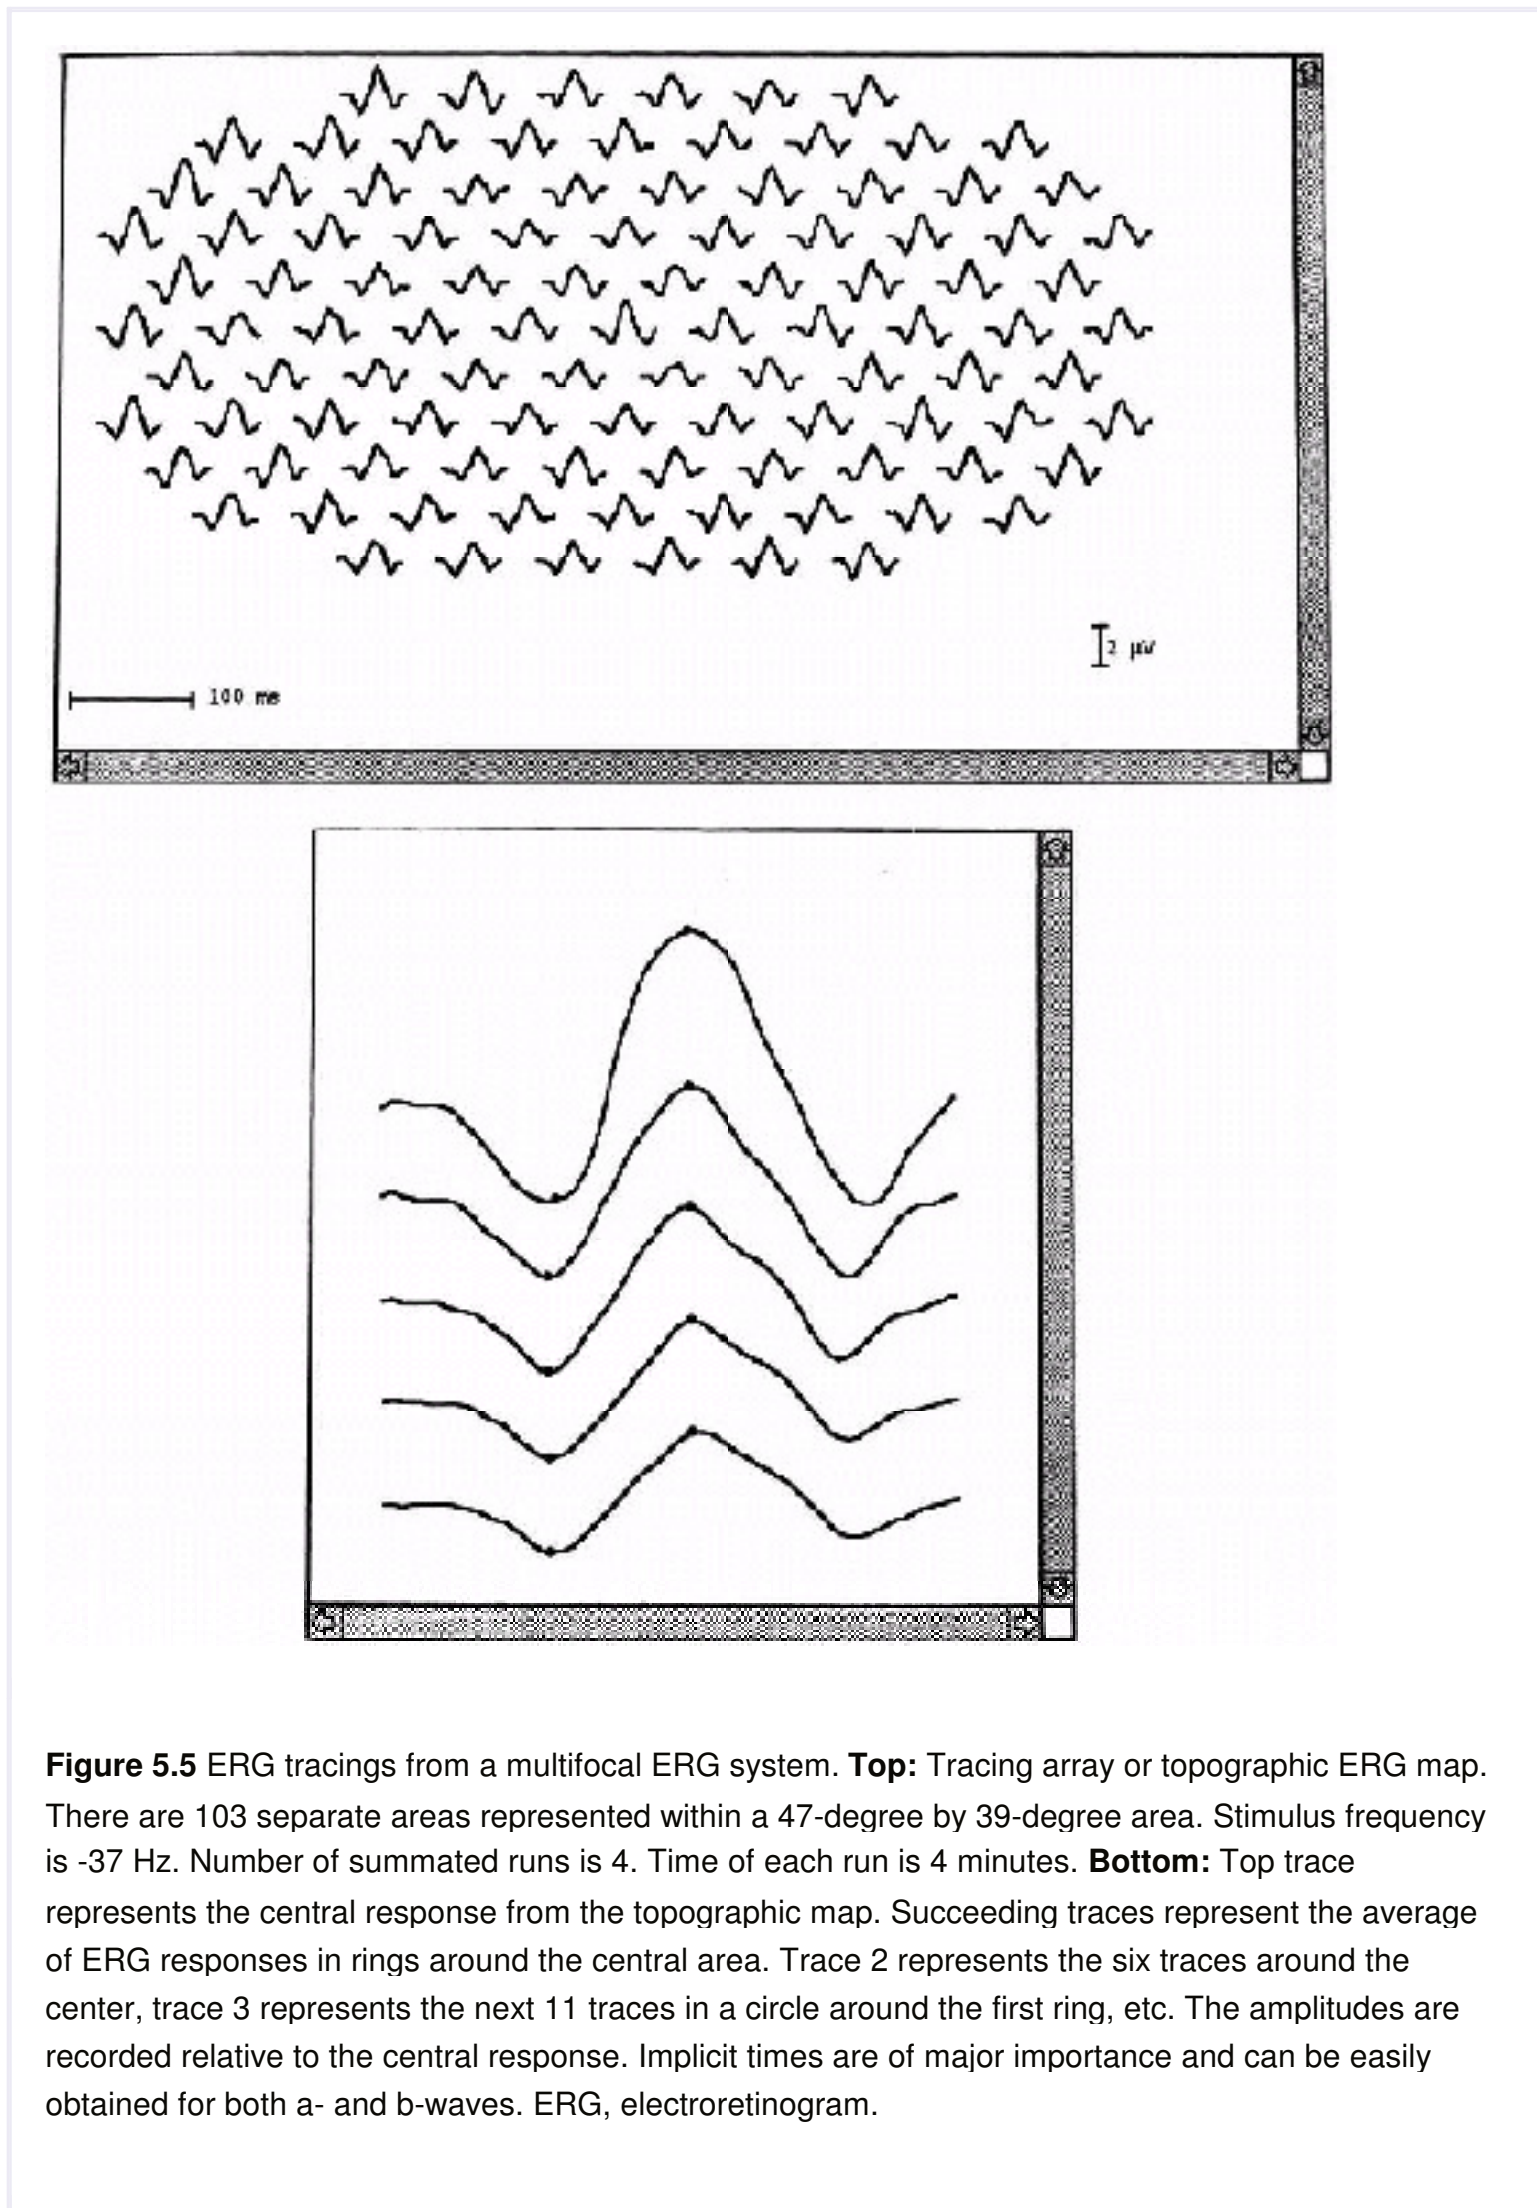 2 μV
100 ms
Figure 5.5 ERG tracings from a multifocal ERG system. Top: Tracing array or topographic ERG map.
There are 103 separate areas represented within a 47-degree by 39-degree area. Stimulus frequency
is -37 Hz. Number of summated runs is 4. Time of each run is 4 minutes. Bottom: Top trace
represents the central response from the topographic map. Succeeding traces represent the average
of ERG responses in rings around the central area. Trace 2 represents the six traces around the
center, trace 3 represents the next 11 traces in a circle around the first ring, etc. The amplitudes are
recorded relative to the central response. Implicit times are of major importance and can be easily
obtained for both a- and b-waves. ERG, electroretinogram.